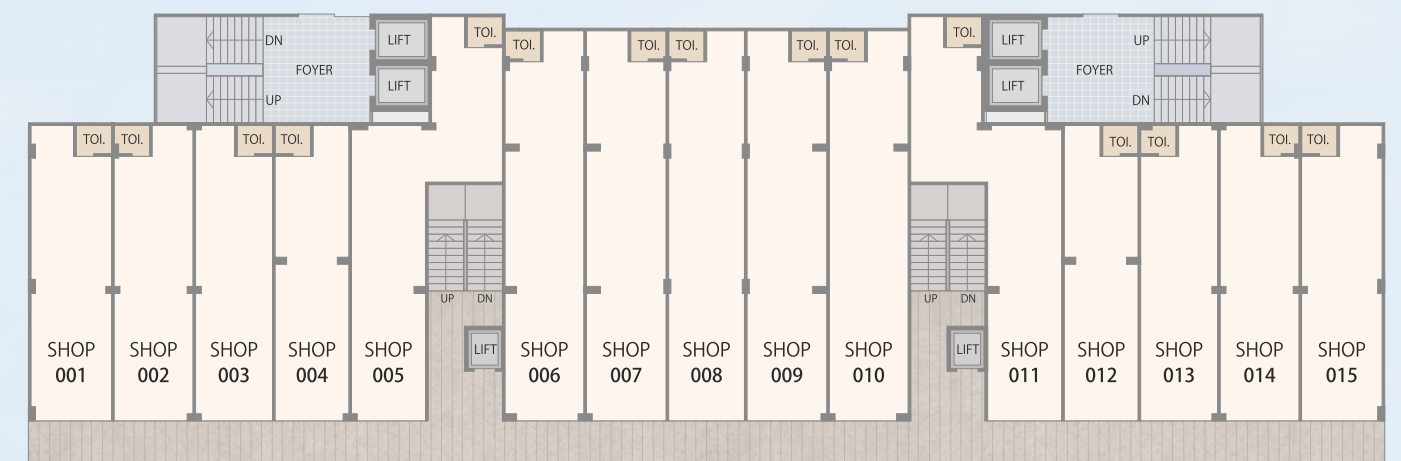 TOI.
TOI.
DN
LIFT
TOI.
TOI.
TOI.
TOI.
TOI.
LIFT
UP
FOYER
FOYER
LIFT
LIFT
UP
DN
TOI.
TOI.
TOI.
TOI.
TOI.
TOI.
TOI.
TOI.
UP
DN
UP
DN
LIFT
LIFT
SHOP
001
SHOP
002
SHOP
003
SHOP
004
SHOP
005
SHOP
006
SHOP
007
SHOP
008
SHOP
009
SHOP
010
SHOP
011
SHOP
012
SHOP
013
SHOP
014
SHOP
015